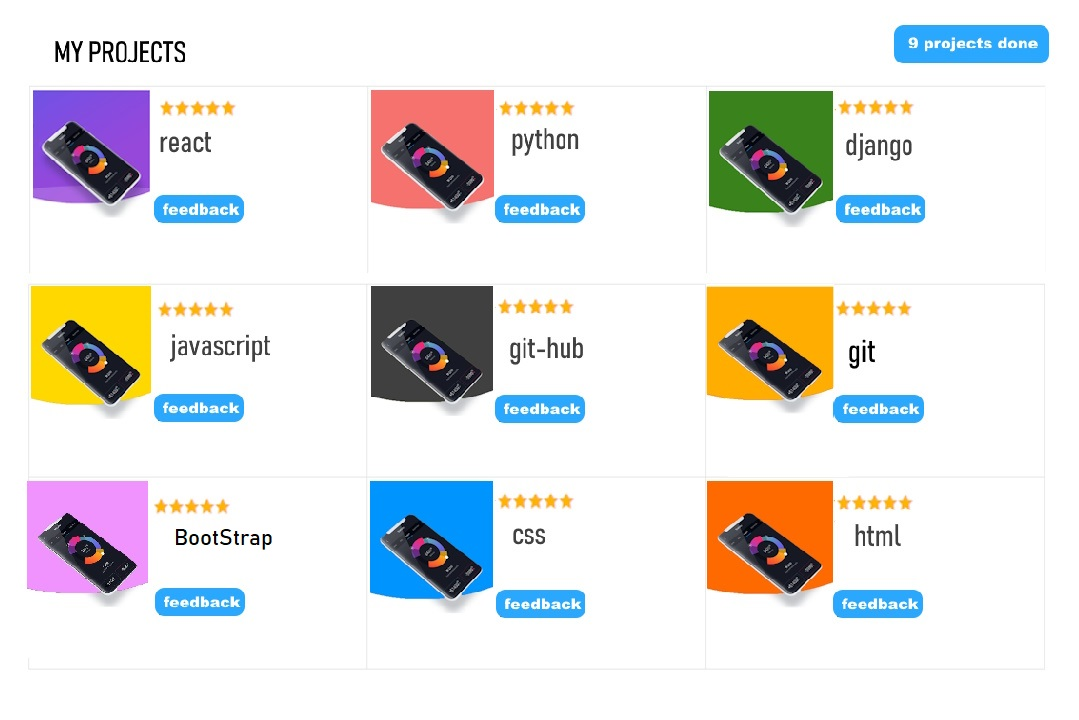 MY PROJECTS
9 projects done
react
feedback
python
feedback
django
feedback
javascript
feedback
git-hub
feedback
git
feedback
BootStrap
feedback
css
feedback
html
feedback